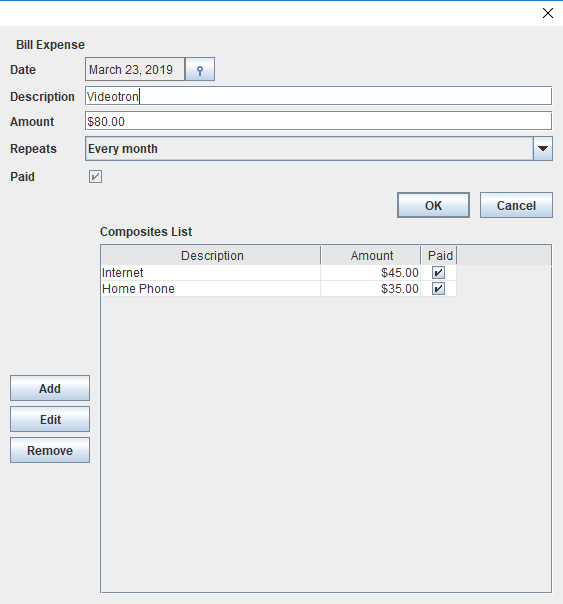 Bill Expense
Date March 23, 2019
Description Videotron
Amount $80.00
Repeats Every month
Paid
OK Cancel
Composites List
Description Amount Paid
Internet $45.00
Home Phone $35.00
Add
Edit
Remove